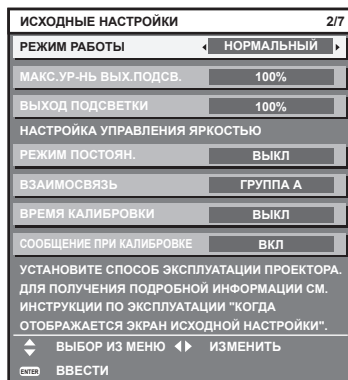 ИСХОДНЫЕ НАСТРОЙКИ 2/7
РЕЖИМ РАБОТЫ НОРМАЛЬНЫЙ
МАКС.УР-НЬ ВЫХ.ПОДСВ. 100%
ВЫХОД ПОДСВЕТКИ 100%
НАСТРОЙКА УПРАВЛЕНИЯ ЯРКОСТЬЮ
РЕЖИМ ПОСТОЯН. ВЫКЛ
ВЗАИМОСВЯЗЬ ГРУППА A
ВРЕМЯ КАЛИБРОВКИ ВЫКЛ
СООБЩЕНИЕ ПРИ КАЛИБРОВКЕ ВКЛ
УСТАНОВИТЕ СПОСОБ ЭКСПЛУАТАЦИИ ПРОЕКТОРА.
ДЛЯ ПОЛУЧЕНИЯ ПОДРОБНОЙ ИНФОРМАЦИИ СМ.
ИНСТРУКЦИИ ПО ЭКСПЛУАТАЦИИ "КОГДА
ОТОБРАЖАЕТСЯ ЭКРАН ИСХОДНОЙ НАСТРОЙКИ".
ВЫБОР ИЗ МЕНЮ ИЗМЕНИТЬ
ENTER ВВЕСТИ